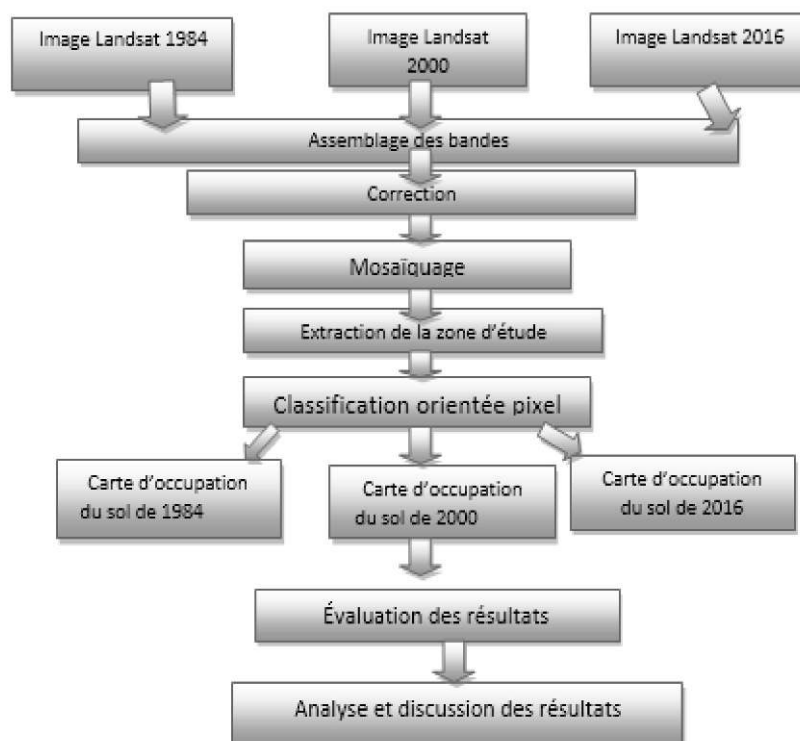 Image Landsat 1984
Image Landsat
2000
Image Landsat 2016
Assemblage des bandes
Correction
Mosaïquage
Extraction de la zone d'étude
Classification orientée pixel
Carte d'occupation
du sol de 1984
Carte d'occupation
du sol de 2000
Carte d'occupation
du sol de 2016
Évaluation des résultats
Analyse et discussion des résultats